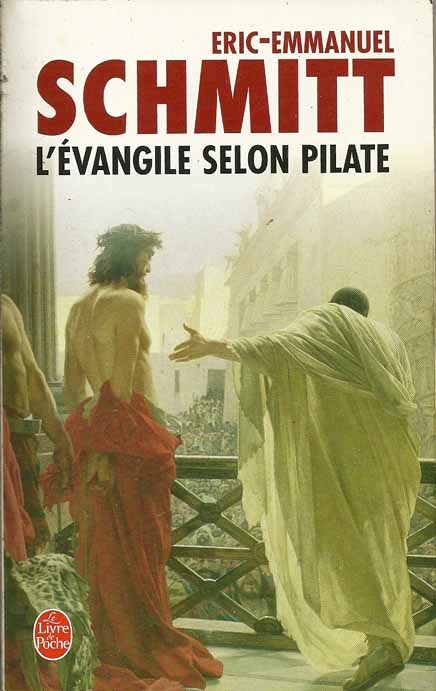 ERIC-EMMANUEL
SCHMITT
L'ÉVANGILE SELON PILATE
Le
Livre
de
Poche